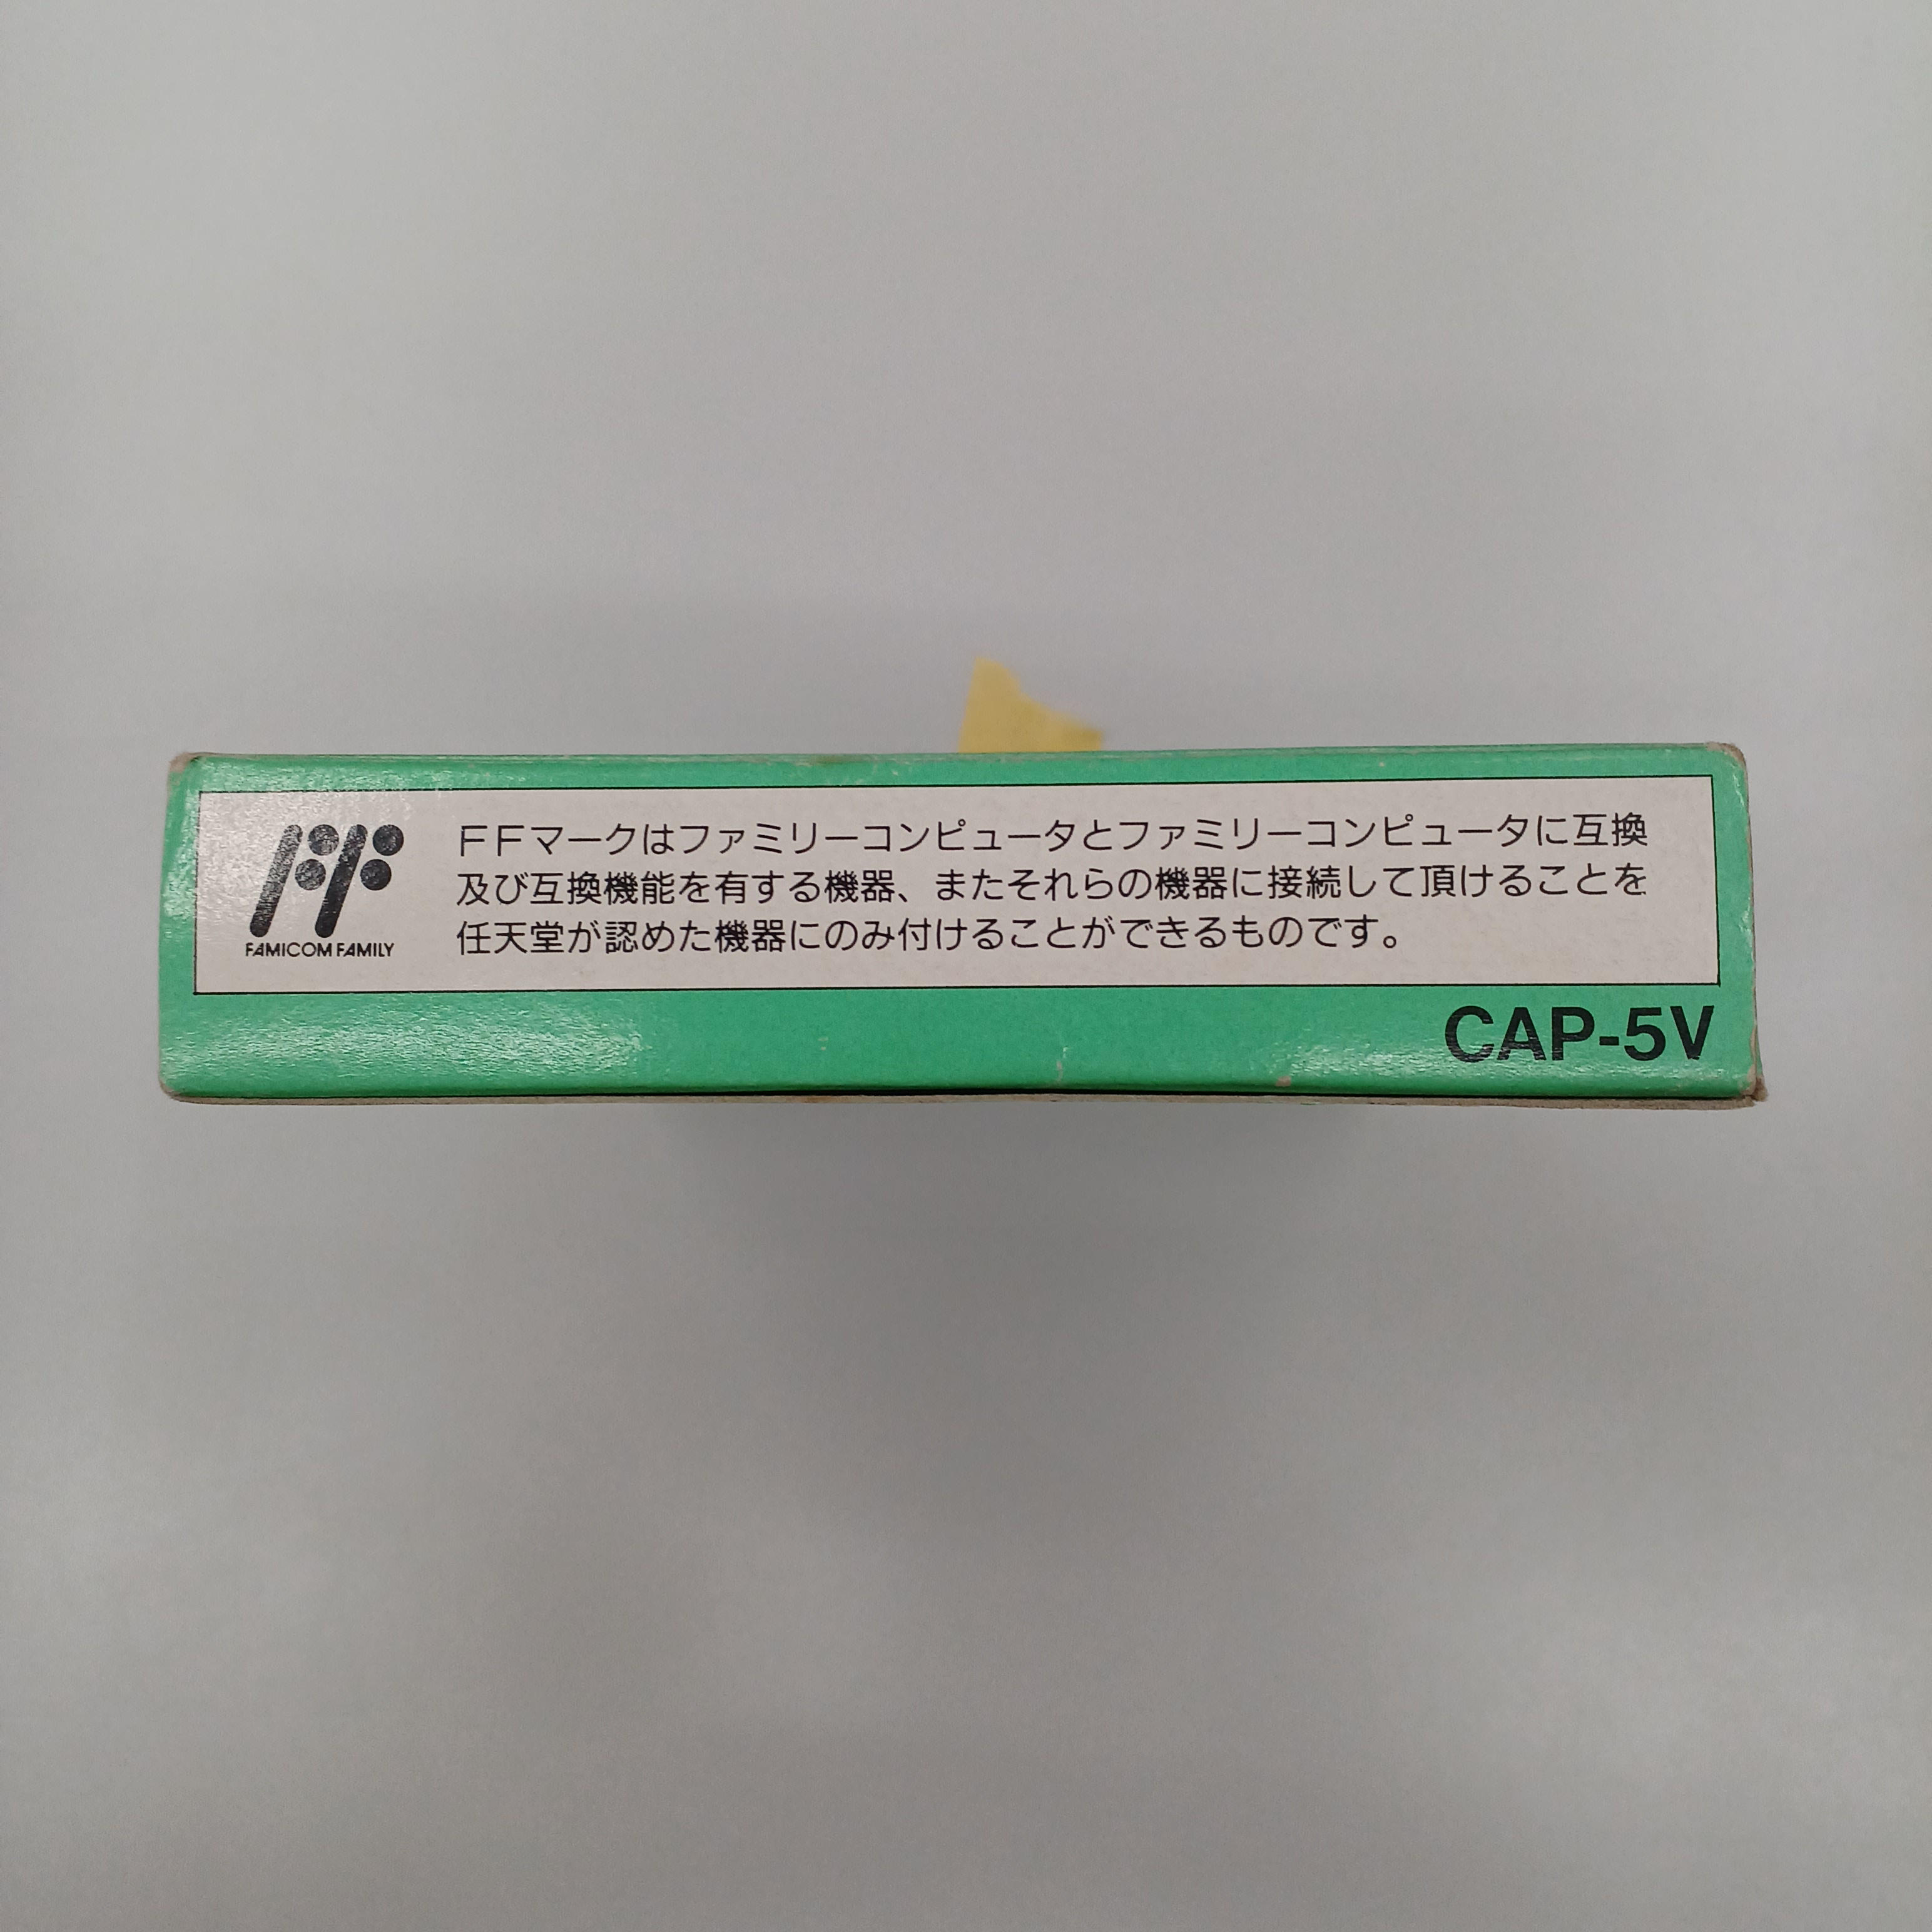 FAMICOM FAMILY
FFマークはファミリーコンピュータとファミリーコンピュータに互換
及び互換機能を有する機器、またそれらの機器に接続して頂けることを
任天堂が認めた機器にのみ付けることができるものです。
CAP-5V